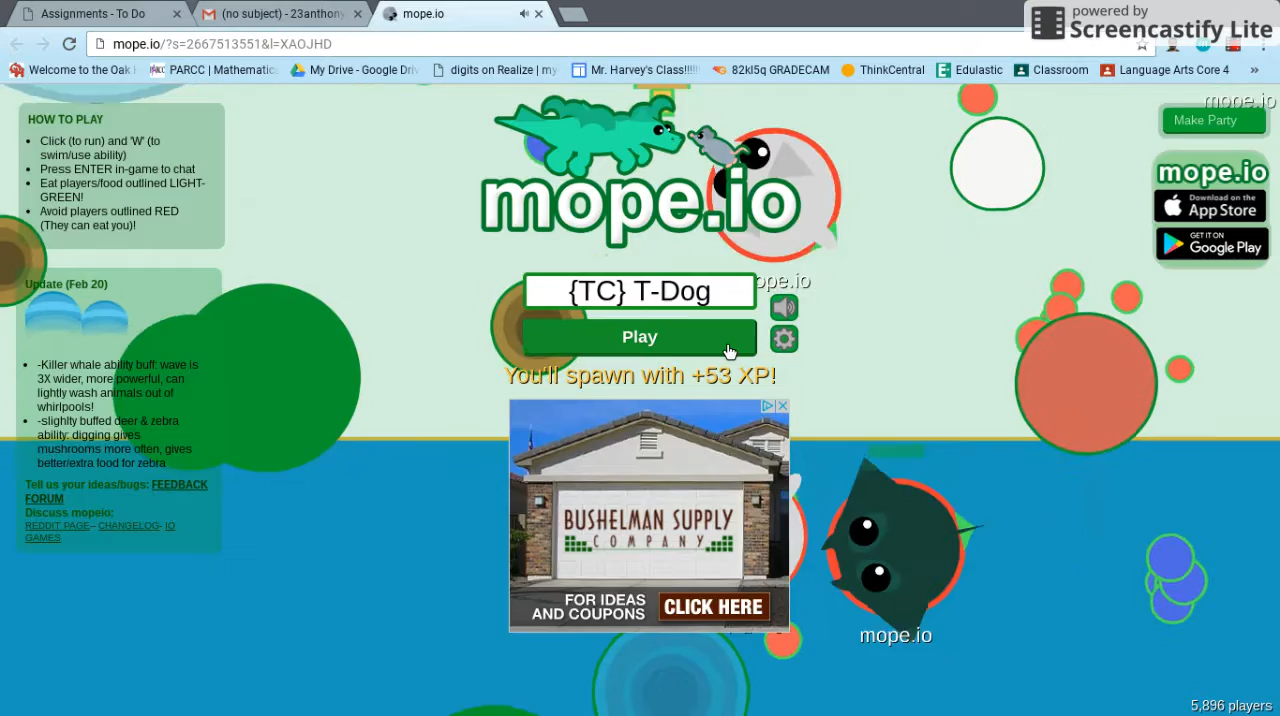 powered by
Screencastify Lite
Assignments - To Do
(no subject) - 23anthony
mope.io
mope.io/?s=2667513551&l=XAOJHD
Welcome to the Oak
PARCC | Mathematic
My Drive - Google Dri
digits on Realize | my
Mr. Harvey's Class!!!!!
82kl5q GRADECAM
ThinkCentral
Edulastic
Classroom
Language Arts Core 4
»
HOW TO PLAY
• Click (to run) and 'W' (to
swim/use ability)
• Press ENTER in-game to chat
• Eat players/food outlined LIGHT-
GREEN!
• Avoid players outlined RED
(They can eat you)!
Update (Feb 20)
• -Killer whale ability buff: wave is
3X wider, more powerful, can
lightly wash animals out of
whirlpools!
• -slighlty buffed deer & zebra
ability: digging gives
mushrooms more often, gives
better/extra food for zebra
Tell us your ideas/bugs: FEEDBACK
FORUM
Discuss mopeio:
REDDIT PAGE-- CHANGELOG- IO
GAMES
mope.io
ope.io
{TC} T-Dog
Play
You'll spawn with +53 XP!
BUSHELMAN SUPPLY
COMPANY
FOR IDEAS
AND COUPONS
CLICK HERE
mope.io
mope.io
Make Party
mope.io
Download on the
App Store
GET IT ON
Google Play
5,896 players